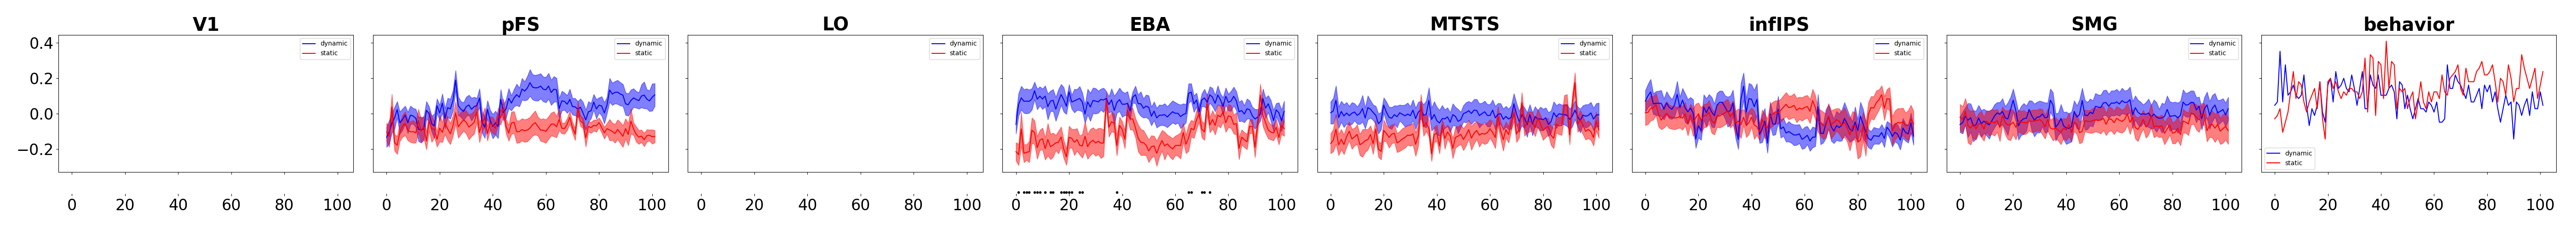 V1 pFS LO EBA MTSTS infIPS SMG behavior
dynamic dynamic dynamic dynamic dynamic dynamic dynamic
static static static static static static static
0.4
0.2
0.0
−0.2
dynamic
static
0 20 40 60 80 100 0 20 40 60 80 100 0 20 40 60 80 100 0 20 40 60 80 100 0 20 40 60 80 100 0 20 40 60 80 100 0 20 40 60 80 100 0 20 40 60 80 100